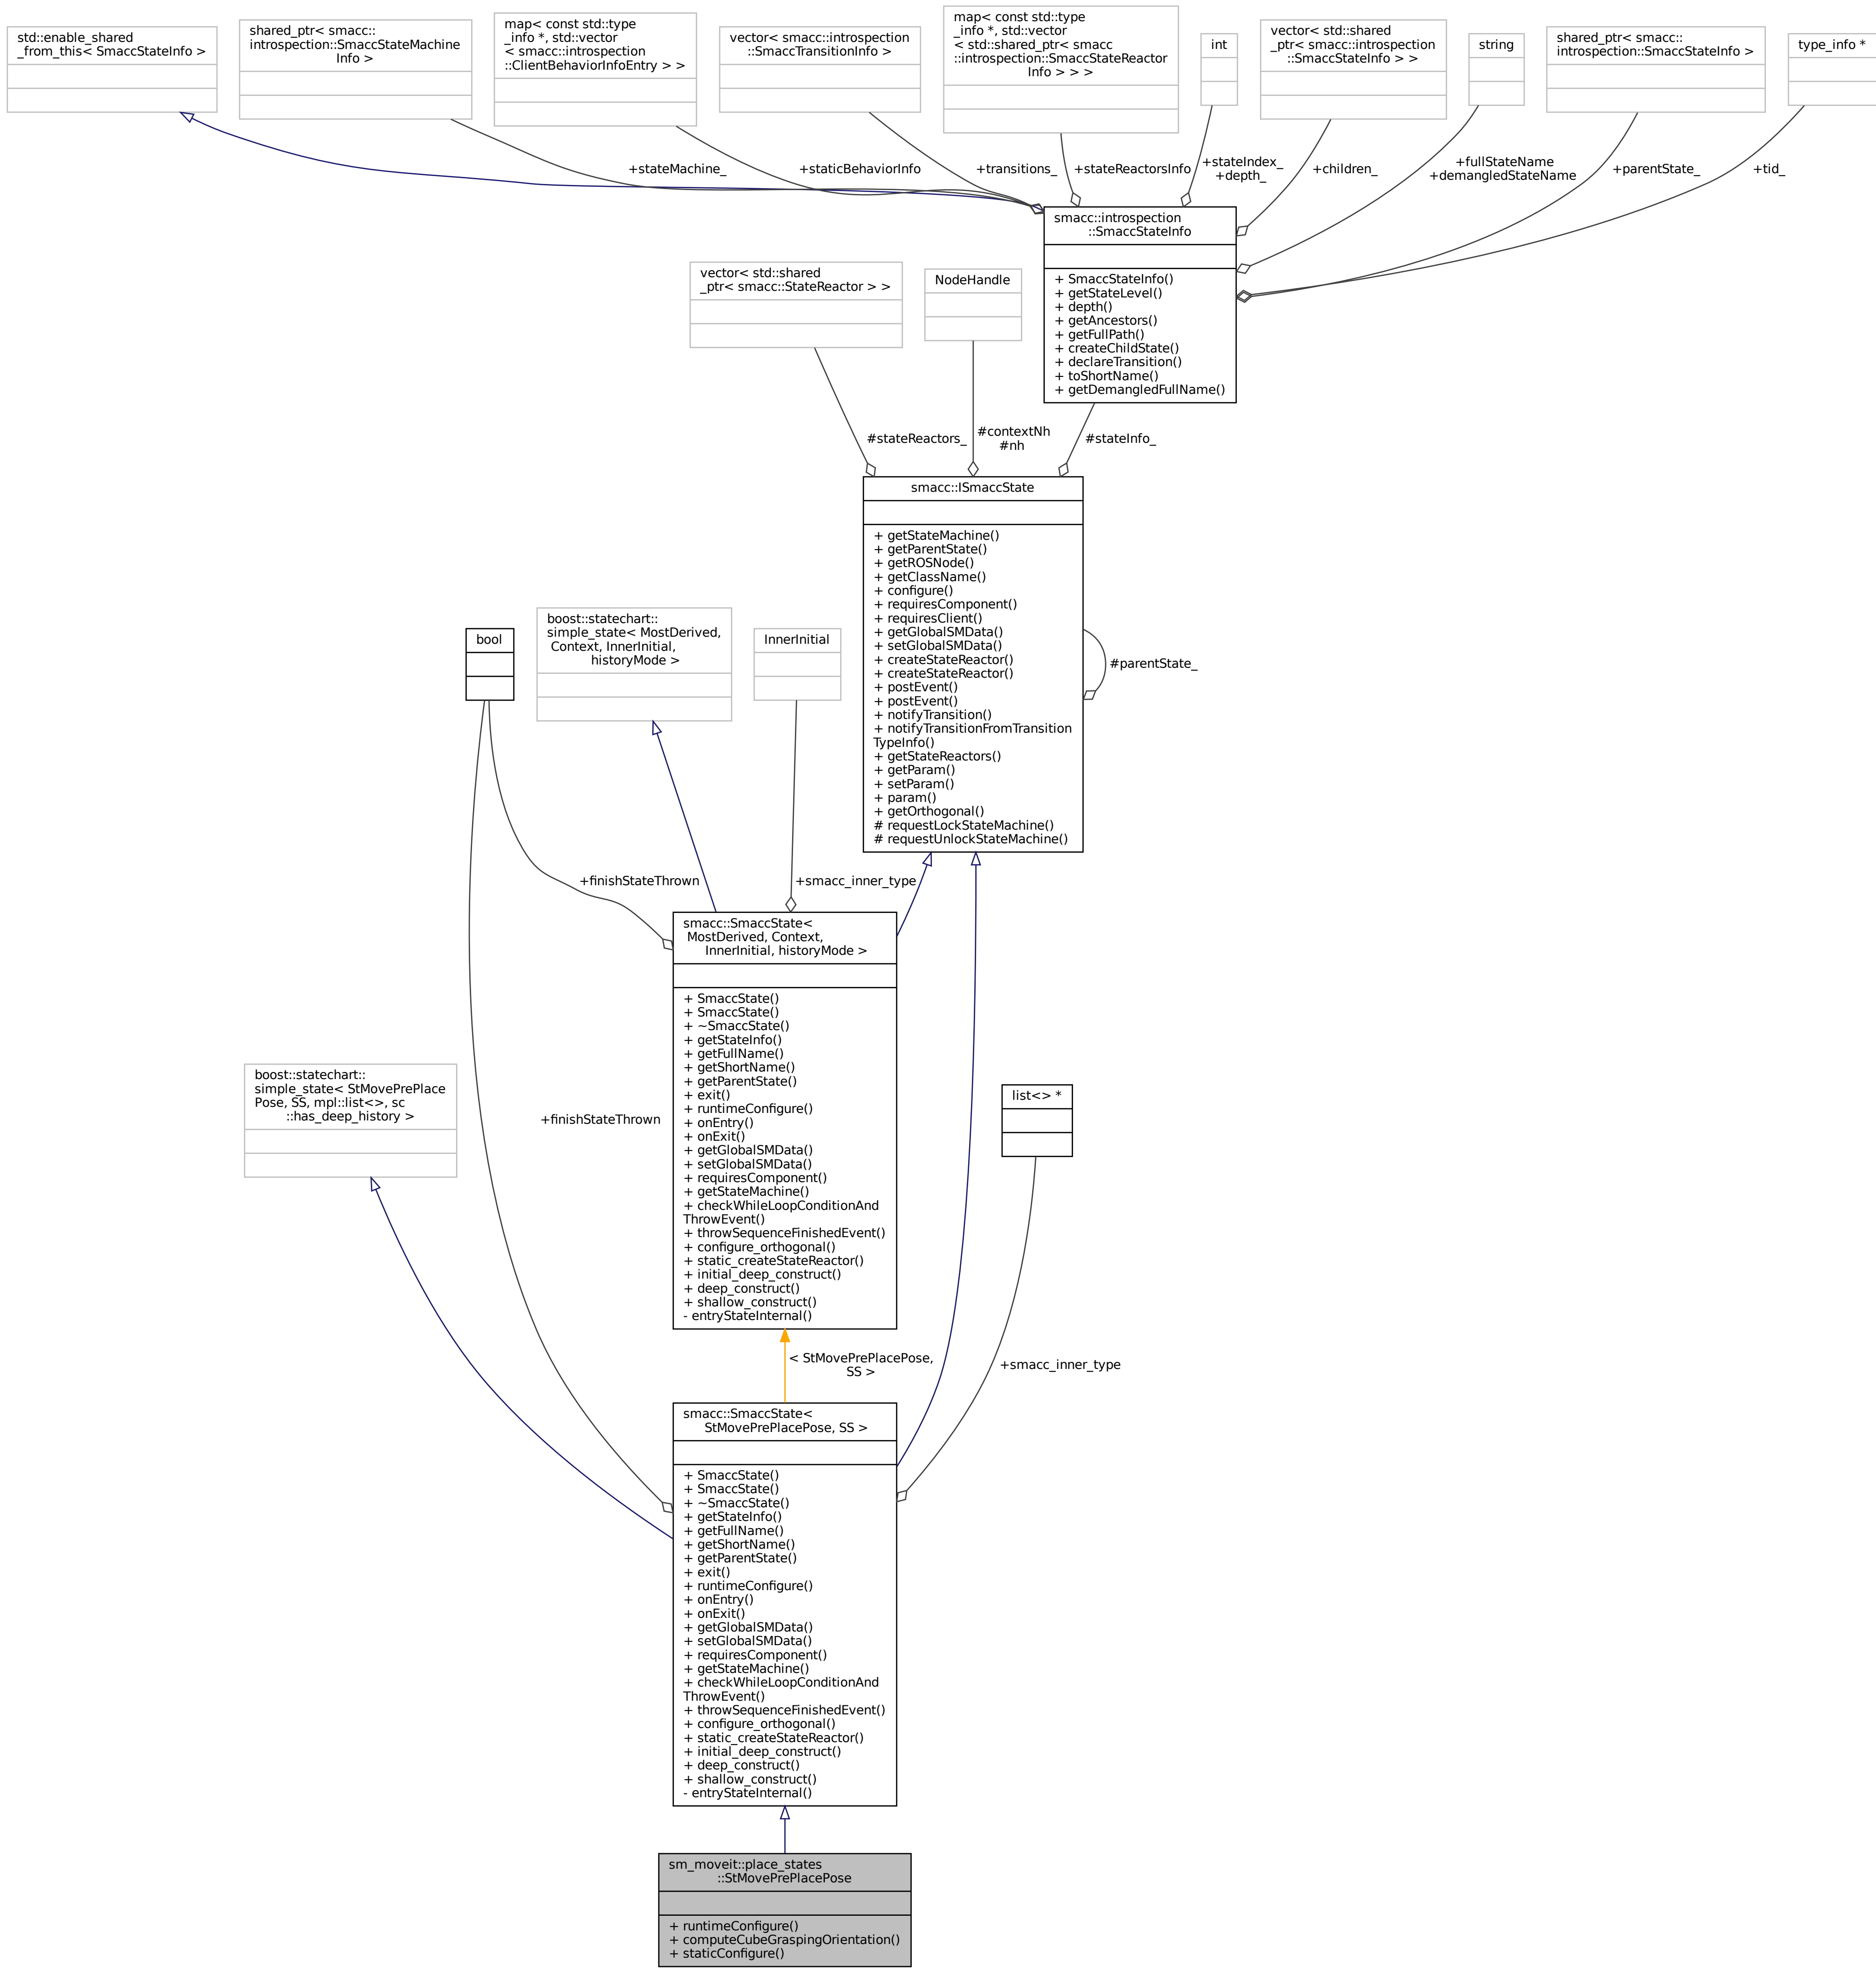 std::enable_shared
_from_this< SmaccStateInfo >
shared_ptr< smacc::
introspection::SmaccStateMachine
Info >
map< const std::type
_info *, std::vector
< smacc::introspection
::ClientBehaviorInfoEntry > >
vector< smacc::introspection
::SmaccTransitionInfo >
map< const std::type
_info *, std::vector
< std::shared_ptr< smacc
::introspection::SmaccStateReactor
Info > > >
int
vector< std::shared
_ptr< smacc::introspection
::SmaccStateInfo > >
string
shared_ptr< smacc::
introspection::SmaccStateInfo >
type_info *
+stateMachine_
+staticBehaviorInfo
+transitions_
+stateReactorsInfo
+stateIndex_
+depth_
+children_
+fullStateName
+demangledStateName
+parentState_
+tid_
smacc::introspection
::SmaccStateInfo
+ SmaccStateInfo()
+ getStateLevel()
+ depth()
+ getAncestors()
+ getFullPath()
+ createChildState()
+ declareTransition()
+ toShortName()
+ getDemangledFullName()
vector< std::shared
_ptr< smacc::StateReactor > >
NodeHandle
#stateReactors_
#contextNh
#nh
#stateInfo_
smacc::ISmaccState
+ getStateMachine()
+ getParentState()
+ getROSNode()
+ getClassName()
+ configure()
+ requiresComponent()
+ requiresClient()
+ getGlobalSMData()
+ setGlobalSMData()
+ createStateReactor()
+ createStateReactor()
+ postEvent()
+ postEvent()
+ notifyTransition()
+ notifyTransitionFromTransition
TypeInfo()
+ getStateReactors()
+ getParam()
+ setParam()
+ param()
+ getOrthogonal()
# requestLockStateMachine()
# requestUnlockStateMachine()
#parentState_
bool
boost::statechart::
simple_state< MostDerived,
Context, InnerInitial,
historyMode >
InnerInitial
+finishStateThrown
+smacc_inner_type
smacc::SmaccState<
MostDerived, Context,
InnerInitial, historyMode >
+ SmaccState()
+ SmaccState()
+ ~SmaccState()
+ getStateInfo()
+ getFullName()
+ getShortName()
+ getParentState()
+ exit()
+ runtimeConfigure()
+ onEntry()
+ onExit()
+ getGlobalSMData()
+ setGlobalSMData()
+ requiresComponent()
+ getStateMachine()
+ checkWhileLoopConditionAnd
ThrowEvent()
+ throwSequenceFinishedEvent()
+ configure_orthogonal()
+ static_createStateReactor()
+ initial_deep_construct()
+ deep_construct()
+ shallow_construct()
- entryStateInternal()
boost::statechart::
simple_state< StMovePrePlace
Pose, SS, mpl::list<>, sc
::has_deep_history >
+finishStateThrown
list<> *
< StMovePrePlacePose,
SS >
+smacc_inner_type
smacc::SmaccState<
StMovePrePlacePose, SS >
+ SmaccState()
+ SmaccState()
+ ~SmaccState()
+ getStateInfo()
+ getFullName()
+ getShortName()
+ getParentState()
+ exit()
+ runtimeConfigure()
+ onEntry()
+ onExit()
+ getGlobalSMData()
+ setGlobalSMData()
+ requiresComponent()
+ getStateMachine()
+ checkWhileLoopConditionAnd
ThrowEvent()
+ throwSequenceFinishedEvent()
+ configure_orthogonal()
+ static_createStateReactor()
+ initial_deep_construct()
+ deep_construct()
+ shallow_construct()
- entryStateInternal()
sm_moveit::place_states
::StMovePrePlacePose
+ runtimeConfigure()
+ computeCubeGraspingOrientation()
+ staticConfigure()